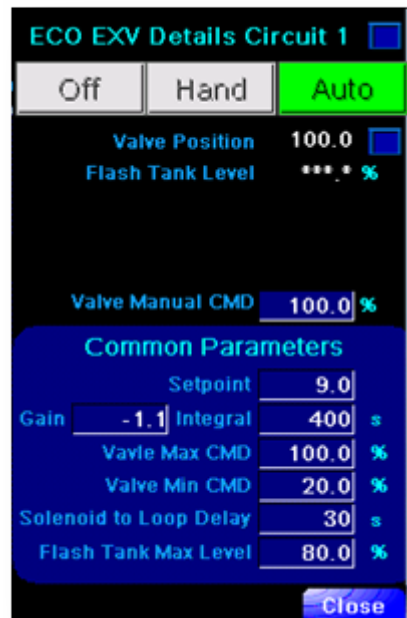 ECO EXV Details Circuit 1
Off Hand Auto
Valve Position 100.0
Flash Tank Level ***.* %
Valve Manual CMD 100.0 %
Common Parameters
Setpoint 9.0
Gain -1.1 Integral 400 s
Vavle Max CMD 100.0 %
Valve Min CMD 20.0 %
Solenoid to Loop Delay 30 s
Flash Tank Max Level 80.0 %
Close